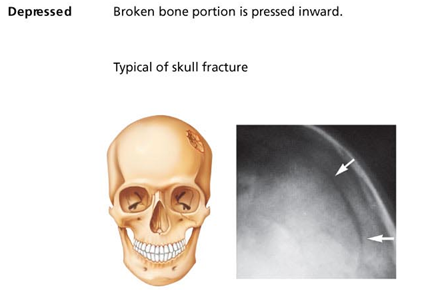 Depressed Broken bone portion is pressed inward.
Typical of skull fracture